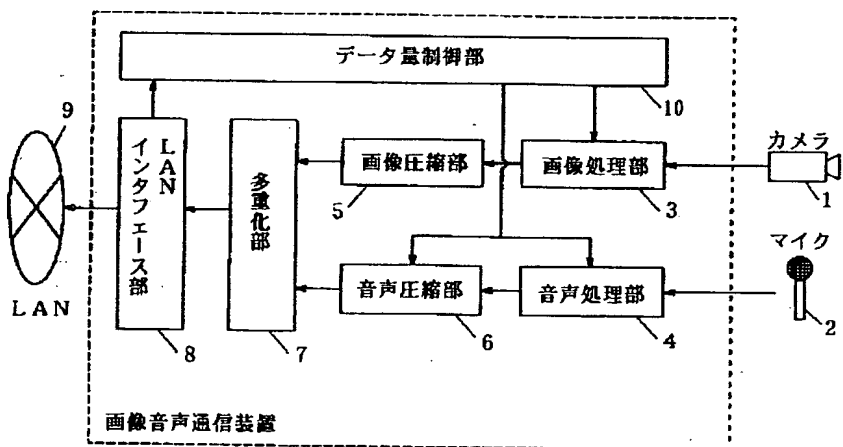 データ量制御部
10
9
LAN
インタフェース部
多重化部
画像圧縮部
画像処理部
カメラ
5
3
1
マイク
音声圧縮部
音声処理部
LAN
8
7
6
4
2
画像音声通信装置